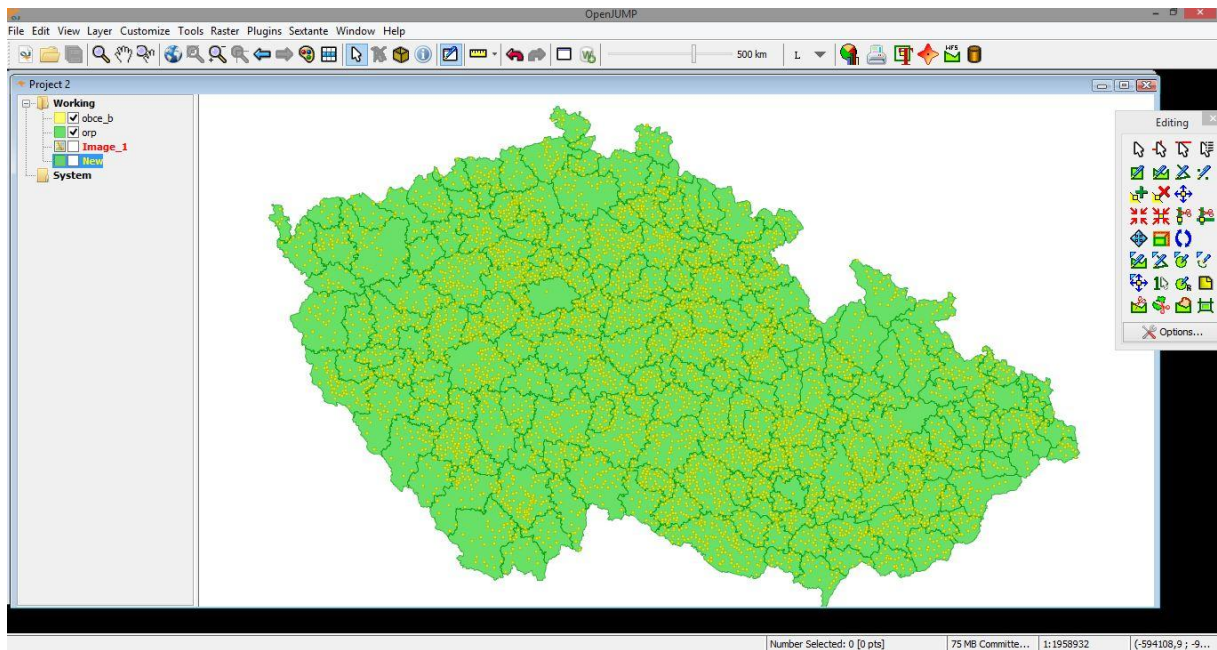 OpenJUMP
File Edit View Layer Customize Tools Raster Plugins Sextante Window Help
500 km L
Project 2
Working
obce_b
orp
Image_1
New
System
Editing
Options...
Number Selected: 0 [0 pts] 75 MB Committe... 1:1958932 (-594108,9 ; -9...